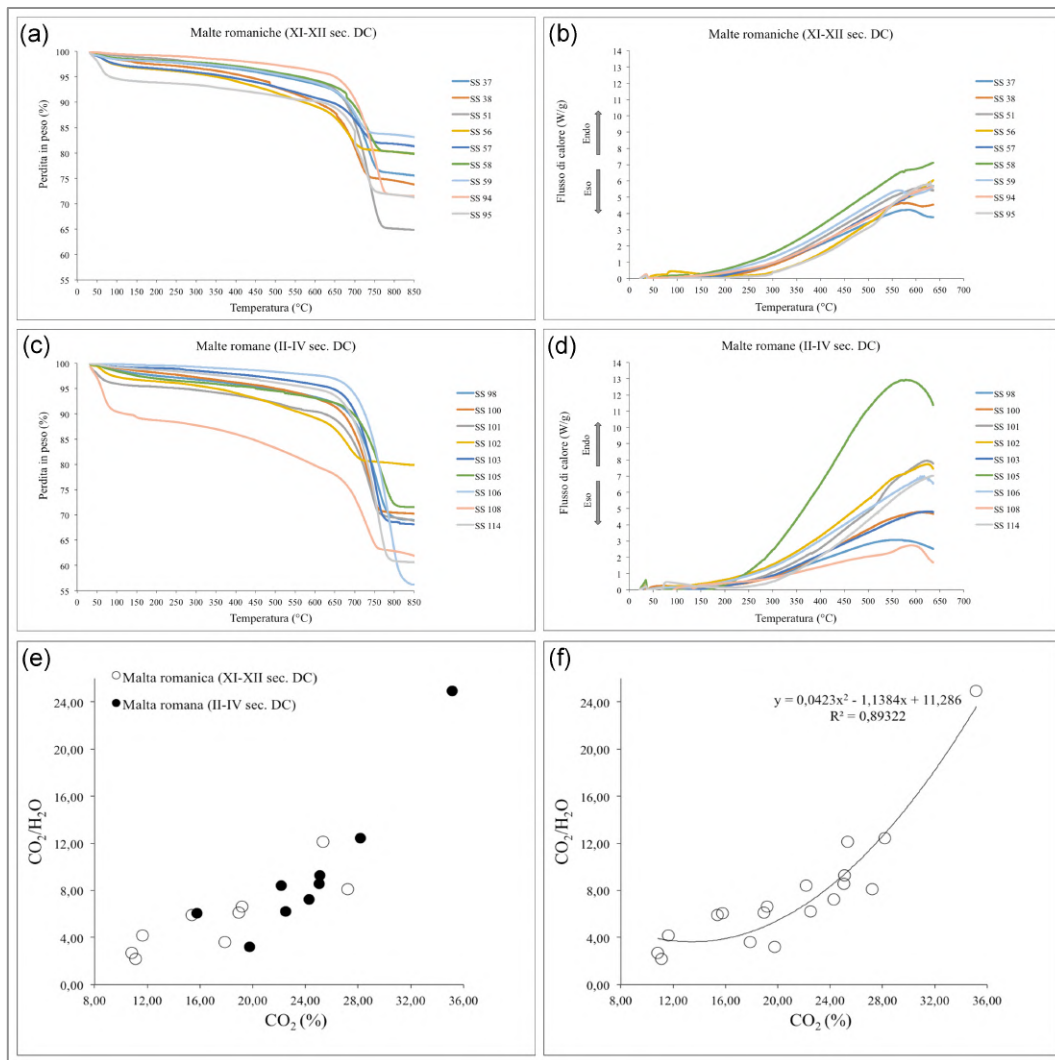 (a)
Malte romaniche (XI-XII sec. DC)
Perdita in peso (%)
100
95
90
85
80
75
70
65
60
55
0 50 100 150 200 250 300 350 400 450 500 550 600 650 700 750 800 850
Temperatura (°C)
SS 37
SS 38
SS 51
SS 56
SS 57
SS 58
SS 59
SS 94
SS 95
(b)
Malte romaniche (XI-XII sec. DC)
Flusso di calore (W/g)
Endo
Eso
14
13
12
11
10
9
8
7
6
5
4
3
2
1
0
0 50 100 150 200 250 300 350 400 450 500 550 600 650 700
Temperatura (°C)
SS 37
SS 38
SS 51
SS 56
SS 57
SS 58
SS 59
SS 94
SS 95
(c)
Malte romane (II-IV sec. DC)
Perdita in peso (%)
100
95
90
85
80
75
70
65
60
55
0 50 100 150 200 250 300 350 400 450 500 550 600 650 700 750 800 850
Temperatura (°C)
SS 98
SS 100
SS 101
SS 102
SS 103
SS 105
SS 106
SS 108
SS 114
(d)
Malte romane (II-IV sec. DC)
Flusso di calore (W/g)
Endo
Eso
14
13
12
11
10
9
8
7
6
5
4
3
2
1
0
0 50 100 150 200 250 300 350 400 450 500 550 600 650 700
Temperatura (°C)
SS 98
SS 100
SS 101
SS 102
SS 103
SS 105
SS 106
SS 108
SS 114
(e)
Malta romanica (XI-XII sec. DC)
Malta romana (II-IV sec. DC)
CO₂/H₂O
24,00
20,00
16,00
12,00
8,00
4,00
0,00
8,00 12,00 16,00 20,00 24,00 28,00 32,00 36,00
CO₂ (%)
(f)
y = 0,0423x² - 1,1384x + 11,286
R² = 0,89322
CO₂/H₂O
24,00
20,00
16,00
12,00
8,00
4,00
0,00
8,00 12,00 16,00 20,00 24,00 28,00 32,00 36,00
CO₂ (%)